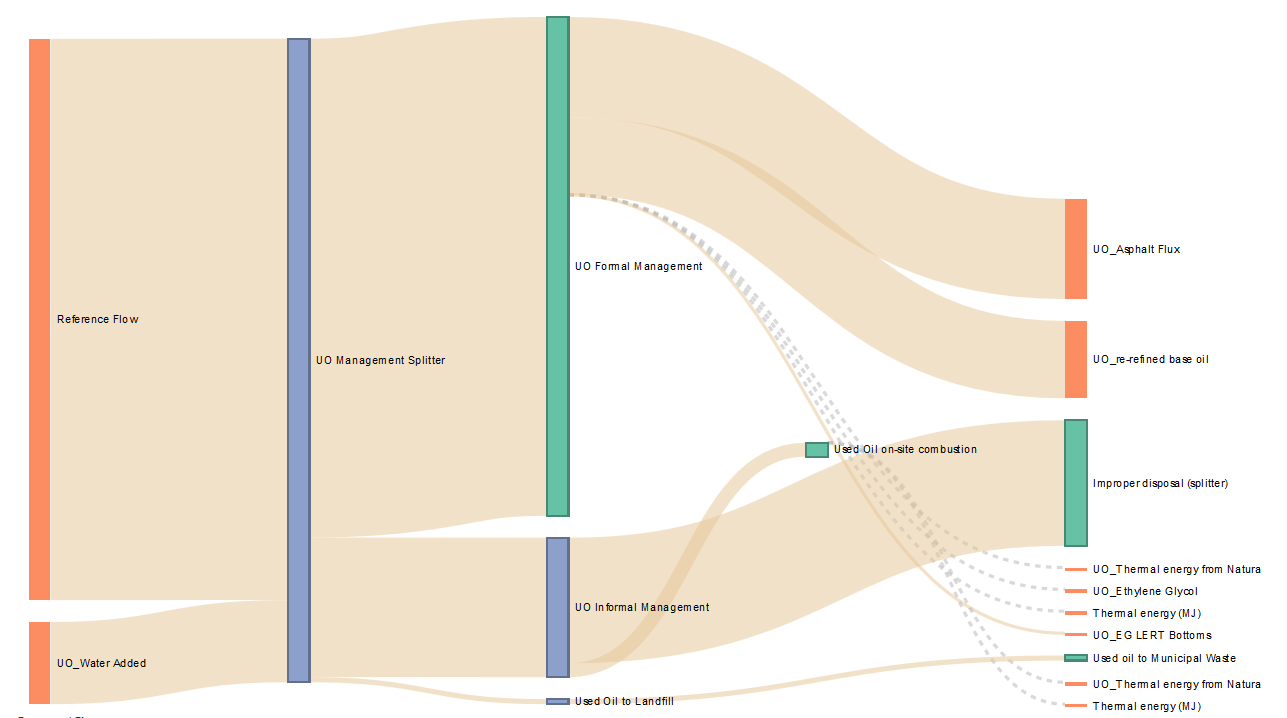 UO_Asphalt Flux
UO Formal Management
Reference Flow
UO Management Splitter
UO_re-refined base oil
Used Oil on-site combustion
Improper disposal (splitter)
UO_Thermal energy from Natura
UO_Ethylene Glycol
UO Informal Management
Thermal energy (MJ)
UO_EG LERT Bottoms
UO_Water Added
Used oil to Municipal Waste
UO_Thermal energy from Natura
Used Oil to Landfill
Thermal energy (MJ)